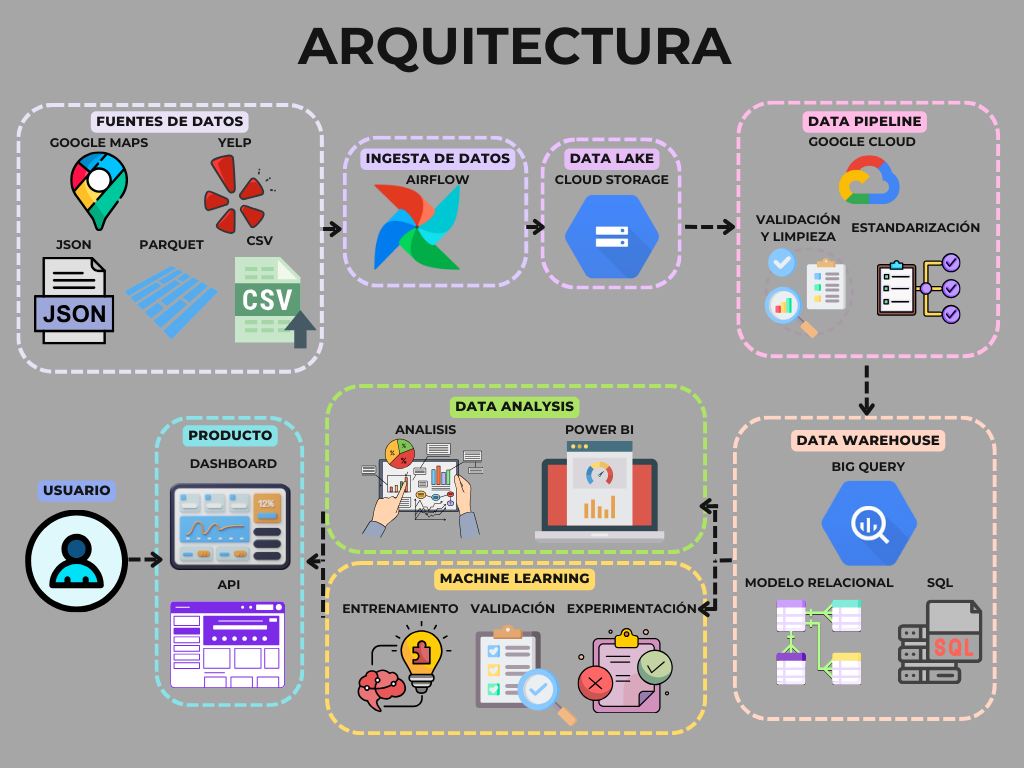 ARQUITECTURA
FUENTES DE DATOS
GOOGLE MAPS
YELP
JSON
PARQUET
CSV
JSON
CSV
INGESTA DE DATOS
AIRFLOW
DATA LAKE
CLOUD STORAGE
DATA PIPELINE
GOOGLE CLOUD
VALIDACIÓN
Y LIMPIEZA
ESTANDARIZACIÓN
DATA WAREHOUSE
BIG QUERY
MODELO RELACIONAL
SQL
SQL
DATA ANALYSIS
ANALISIS
POWER BI
MACHINE LEARNING
ENTRENAMIENTO
VALIDACIÓN
EXPERIMENTACIÓN
PRODUCTO
DASHBOARD
12%
API
USUARIO